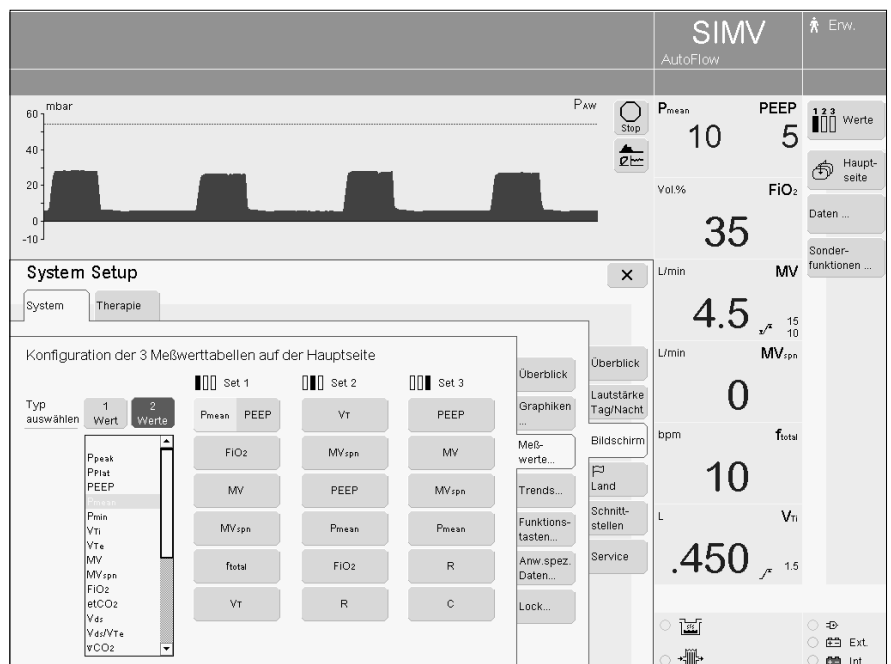 SIMV
AutoFlow
Erw.
mbar
PAW
60
40
20
0
-10
Stop
Pmean PEEP
10 5
Vol.% FiO2
35
L/min MV
4.5 15
10
L/min MVspn
0
bpm ftotal
10
L VTi
.450 1.5
1 2 3
Werte
Haupt-
seite
Daten ...
Sonder-
funktionen ...
System Setup
System Therapie
Konfiguration der 3 Meßwerttabellen auf der Hauptseite
Set 1 Set 2 Set 3
Typ
auswählen
1
Wert
2
Werte
Ppeak
PPlat
PEEP
Pmean
Pmin
VTi
VTe
MV
MVspn
FiO2
etCO2
Vds
Vds/VTe
VCO2
Pmean PEEP VT PEEP
FiO2 MVspn MV
MV PEEP MVspn
MVspn Pmean Pmean
ftotal FiO2 R
VT R C
Überblick
Graphiken
...
Meß-
werte...
Trends...
Funktions-
tasten...
Anw.spez.
Daten...
Lock...
Überblick
Lautstärke
Tag/Nacht
Bildschirm
Land
Schnitt-
stellen
Service
Ext.
Int.